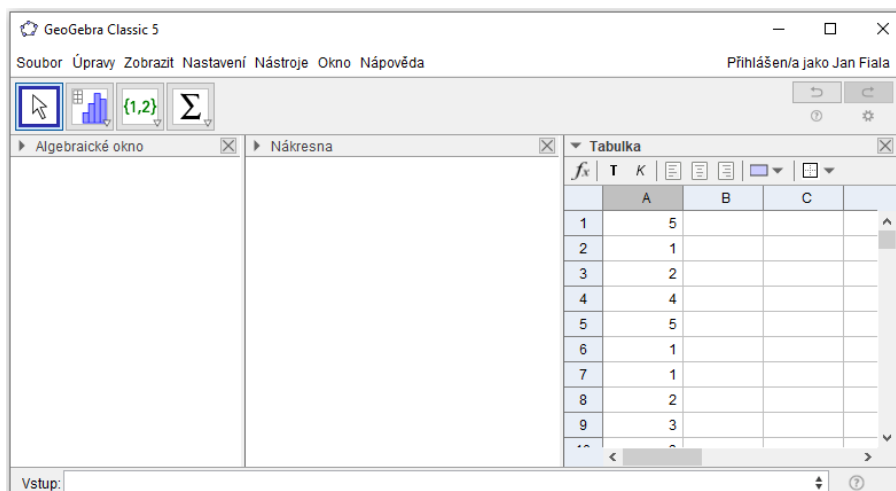 GeoGebra Classic 5
Soubor Úpravy Zobrazit Nastavení Nástroje Okno Nápověda Přihlášen/a jako Jan Fiala
{1,2} Σ
Algebraické okno Nákresna Tabulka
fx T K
A B C
1 5
2 1
3 2
4 4
5 5
6 1
7 1
8 2
9 3
Vstup: